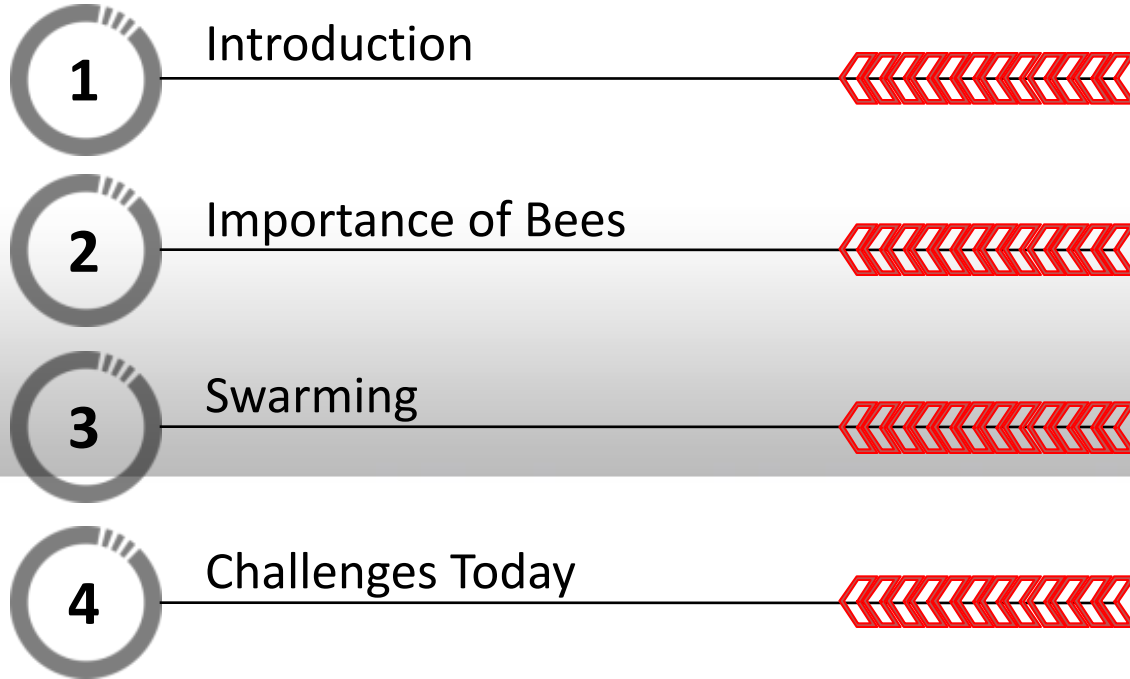 1 Introduction
2 Importance of Bees
3 Swarming
4 Challenges Today